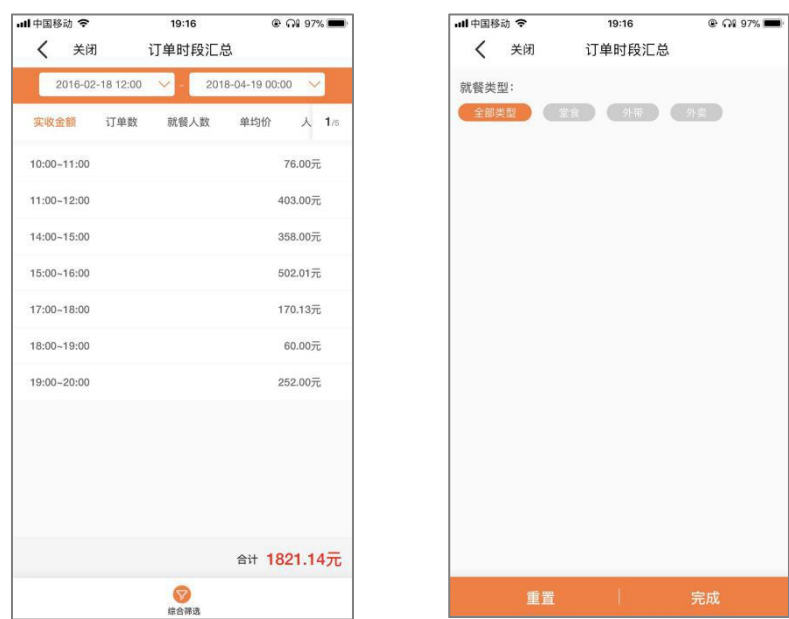 中国移动 19:16 97%
关闭 订单时段汇总
2016-02-18 12:00 - 2018-04-19 00:00
实收金额 订单数 就餐人数 单均价 人 1/5
10:00~11:00 76.00元
11:00~12:00 403.00元
14:00~15:00 358.00元
15:00~16:00 502.01元
17:00~18:00 170.13元
18:00~19:00 60.00元
19:00~20:00 252.00元
合计 1821.14元
综合筛选
中国移动 19:16 97%
关闭 订单时段汇总
就餐类型：
全部类型 堂食 外带 外卖
重置 完成